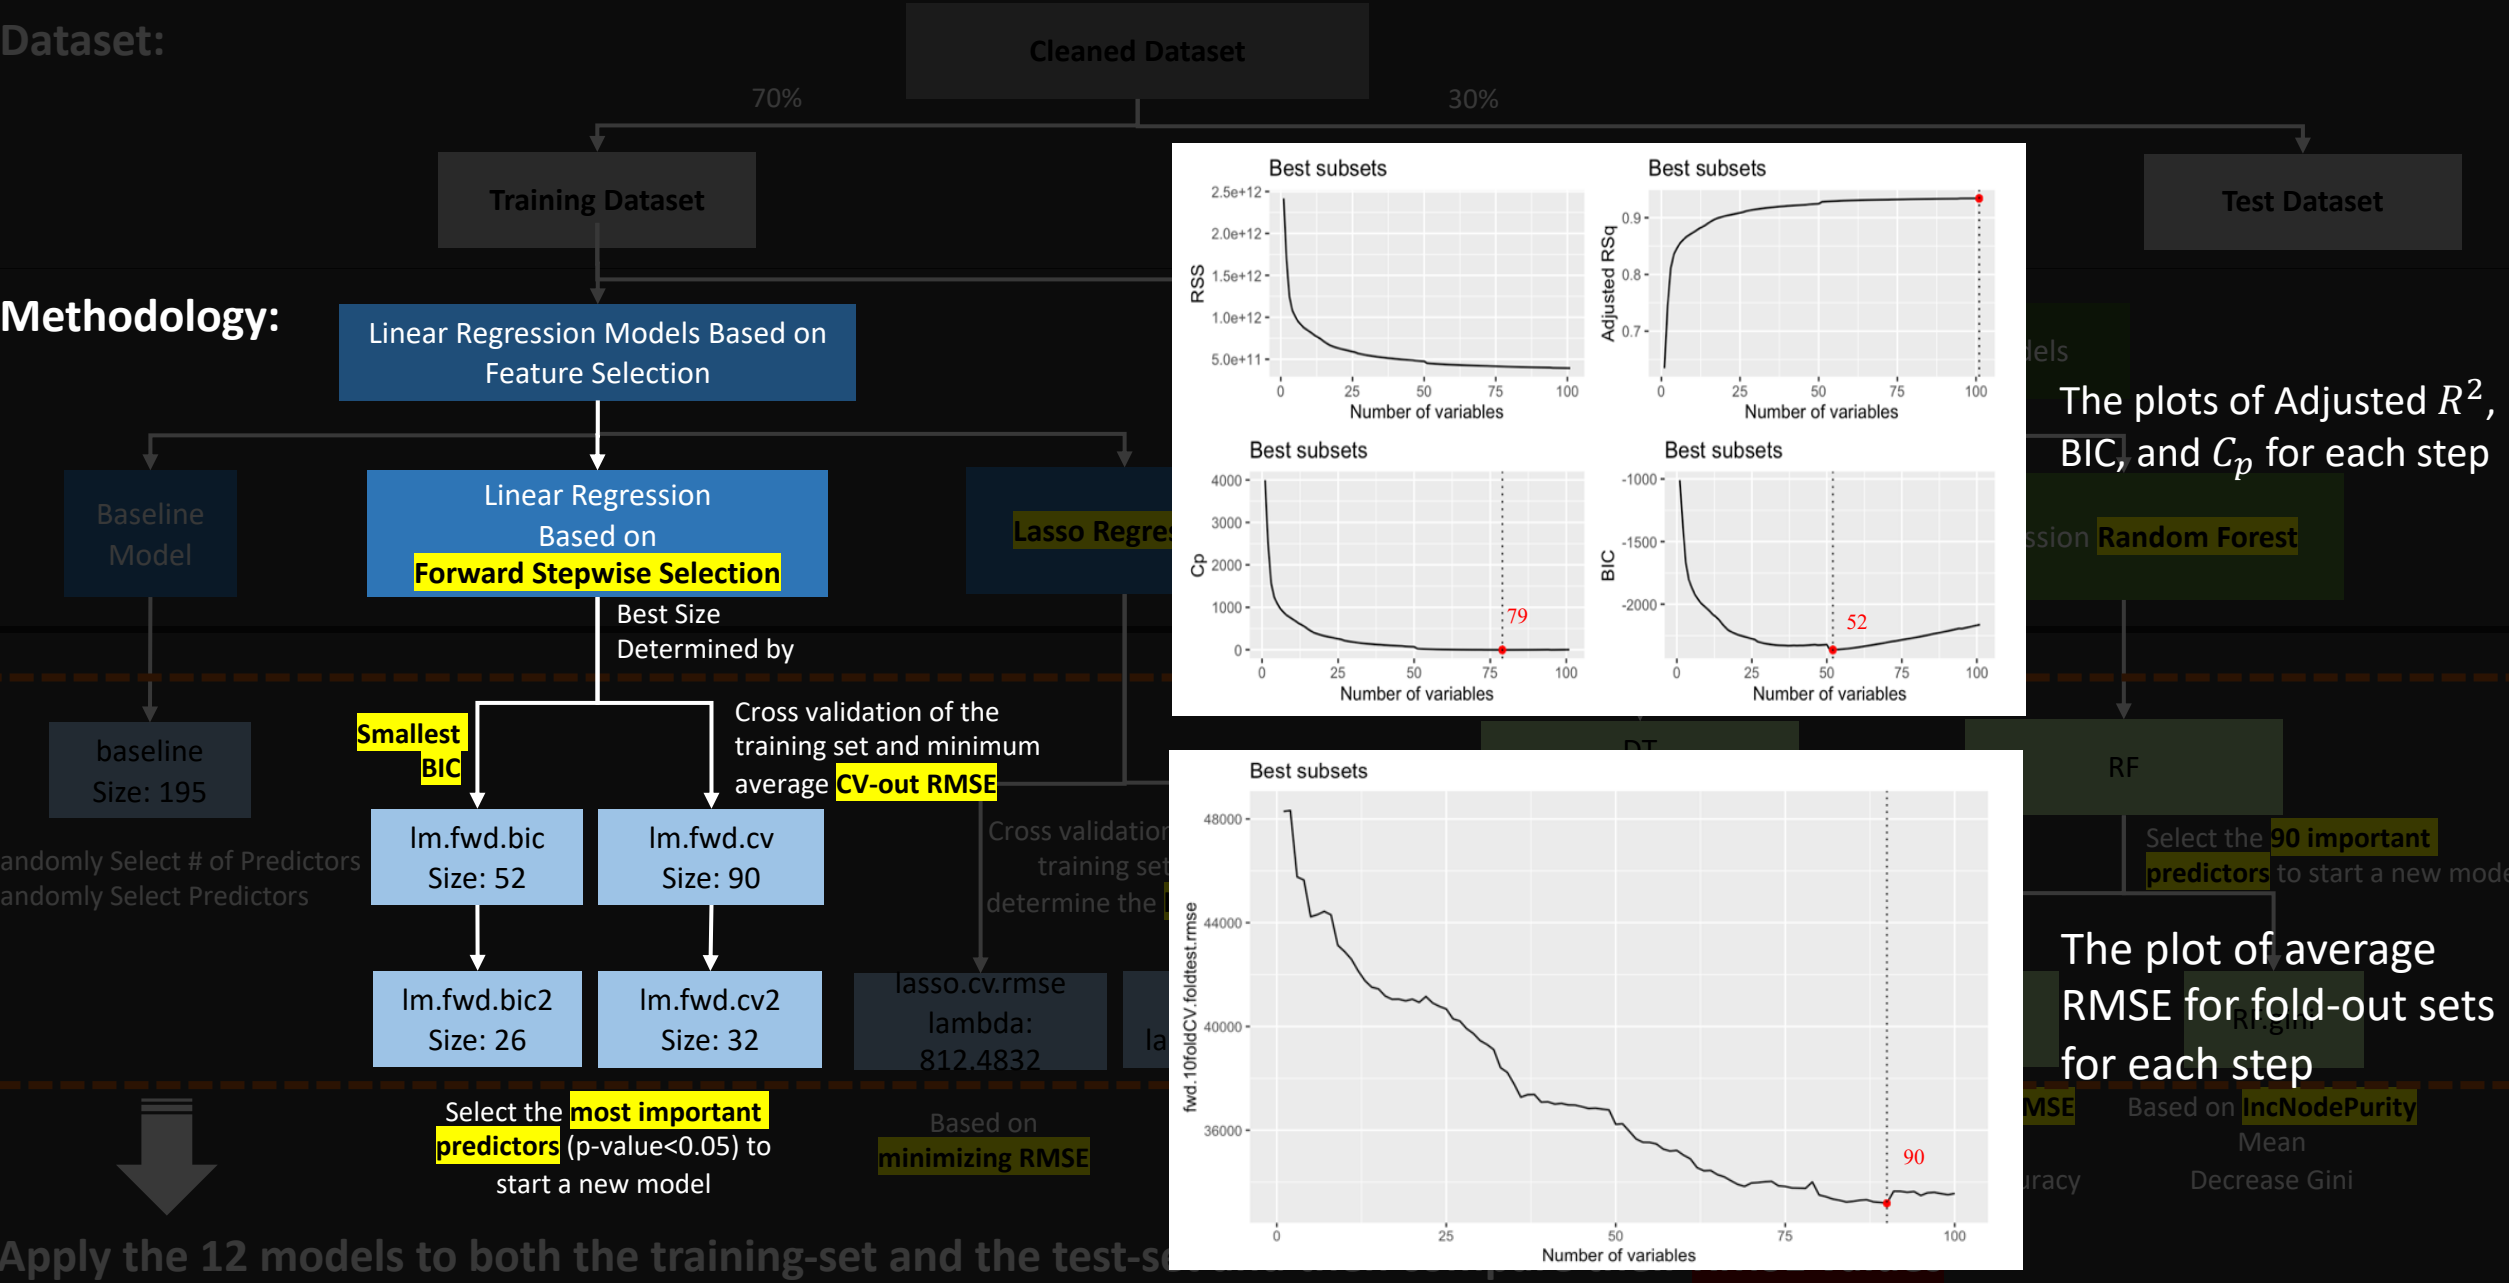 Dataset:
Cleaned Dataset
70%
30%
Training Dataset
Test Dataset
Methodology:
Linear Regression Models Based on
Feature Selection
Baseline
Model
Linear Regression
Based on
Forward Stepwise Selection
Lasso Regres
ssion Random Forest
dels
Best Size
Determined by
Smallest
BIC
Cross validation of the
training set and minimum
average CV-out RMSE
baseline
Size: 195
andomly Select # of Predictors
andomly Select Predictors
lm.fwd.bic
Size: 52
lm.fwd.cv
Size: 90
lm.fwd.bic2
Size: 26
lm.fwd.cv2
Size: 32
Select the most important
predictors (p-value<0.05) to
start a new model
Cross validation
training set
determine the
lasso.cv.rmse
lambda:
812.4832
la
Based on
minimizing RMSE
Best subsets
2.5e+12
2.0e+12
1.5e+12
1.0e+12
5.0e+11
RSS
0 25 50 75 100
Number of variables
Best subsets
0.9
0.8
0.7
Adjusted RSq
0 25 50 75 100
Number of variables
Best subsets
4000
3000
2000
1000
0
Cp
79
0 25 50 75 100
Number of variables
Best subsets
-1000
-1500
-2000
BIC
52
0 25 50 75 100
Number of variables
The plots of Adjusted R²,
BIC, and Cₚ for each step
DT
RF
Select the 90 important
predictors to start a new mode
Best subsets
48000
44000
40000
36000
fwd.10foldCV.foldtest.rmse
90
0 25 50 75 100
Number of variables
The plot of average
RMSE for fold-out sets
for each step
RF.gini
MSE
uracy
Based on IncNodePurity
Mean
Decrease Gini
Apply the 12 models to both the training-set and the test-se